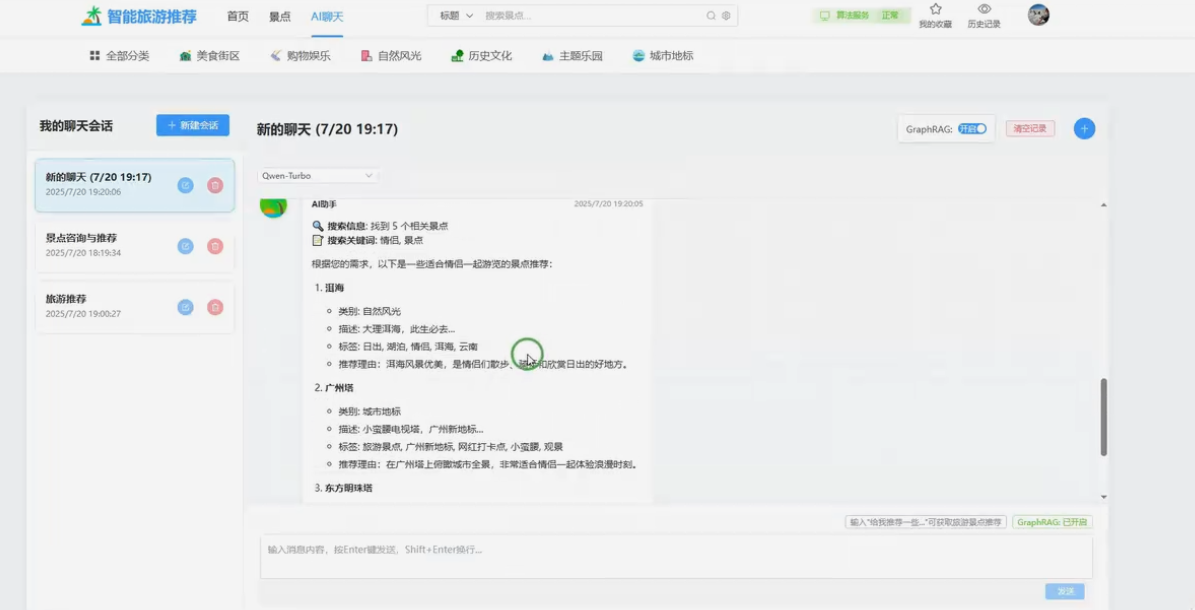 智能旅游推荐 首页 景点 AI聊天 标题 搜索景点... 算法服务 正常 我的收藏 历史记录
全部分类 美食街区 购物娱乐 自然风光 历史文化 主题乐园 城市地标
我的聊天会话 + 新建会话
新的聊天 (7/20 19:17)
2025/7/20 19:20:06
景点咨询与推荐
2025/7/20 18:19:34
旅游推荐
2025/7/20 19:00:27
新的聊天 (7/20 19:17) GraphRAG: 开启 清空记录
Qwen-Turbo
AI助手 2025/7/20 19:20:05
搜索信息: 找到 5 个相关景点
搜索关键词: 情侣, 景点
根据您的需求，以下是一些适合情侣一起游览的景点推荐：
1. 洱海
类别: 自然风光
描述: 大理洱海，此生必去...
标签: 日出, 湖泊, 情侣, 洱海, 云南
推荐理由：洱海风景优美，是情侣们散步、和欣赏日出的好地方。
2. 广州塔
类别: 城市地标
描述: 小蛮腰电视塔，广州新地标...
标签: 旅游景点, 广州新地标, 网红打卡点, 小蛮腰, 观景
推荐理由：在广州塔上俯瞰城市全景，非常适合情侣一起体验浪漫时刻。
3. 东方明珠塔
输入"给我推荐一些..."可获取旅游景点推荐 GraphRAG: 已开启
输入消息内容，按Enter键发送，Shift+Enter换行...
发送